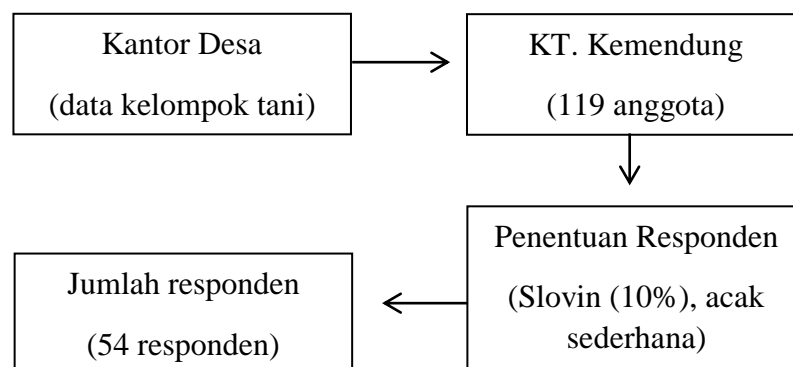 Kantor Desa
(data kelompok tani)
KT. Kemendung
(119 anggota)
Penentuan Responden
(Slovin (10%), acak
sederhana)
Jumlah responden
(54 responden)